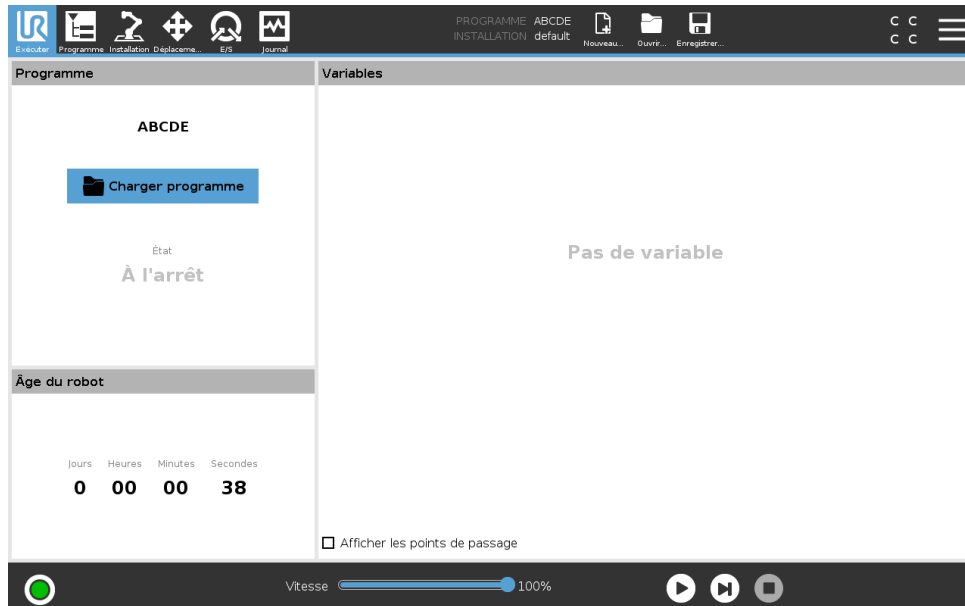 PROGRAMME ABCDE
INSTALLATION default
C C
C C
Exécuter Programme Installation Déplaceme... E/S Journal Nouveau... Ouvrir... Enregistrer...
Programme
ABCDE
Charger programme
État
À l'arrêt
Âge du robot
Jours Heures Minutes Secondes
0 00 00 38
Variables
Pas de variable
Afficher les points de passage
Vitesse 100%